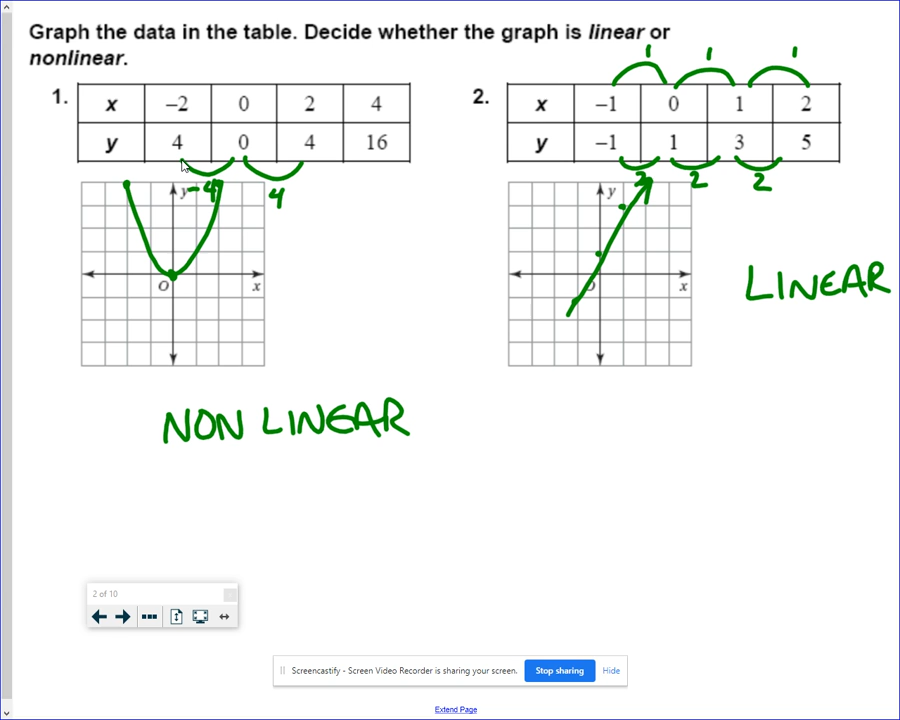 Graph the data in the table. Decide whether the graph is linear or
nonlinear.
1 1 1
1. x −2 0 2 4
y 4 0 4 16
2. x −1 0 1 2
y −1 1 3 5
−4 4
2 2 2
y
O x
y
O x
LINEAR
NON LINEAR
2 of 10
Screencastify - Screen Video Recorder is sharing your screen. Stop sharing Hide
Extend Page